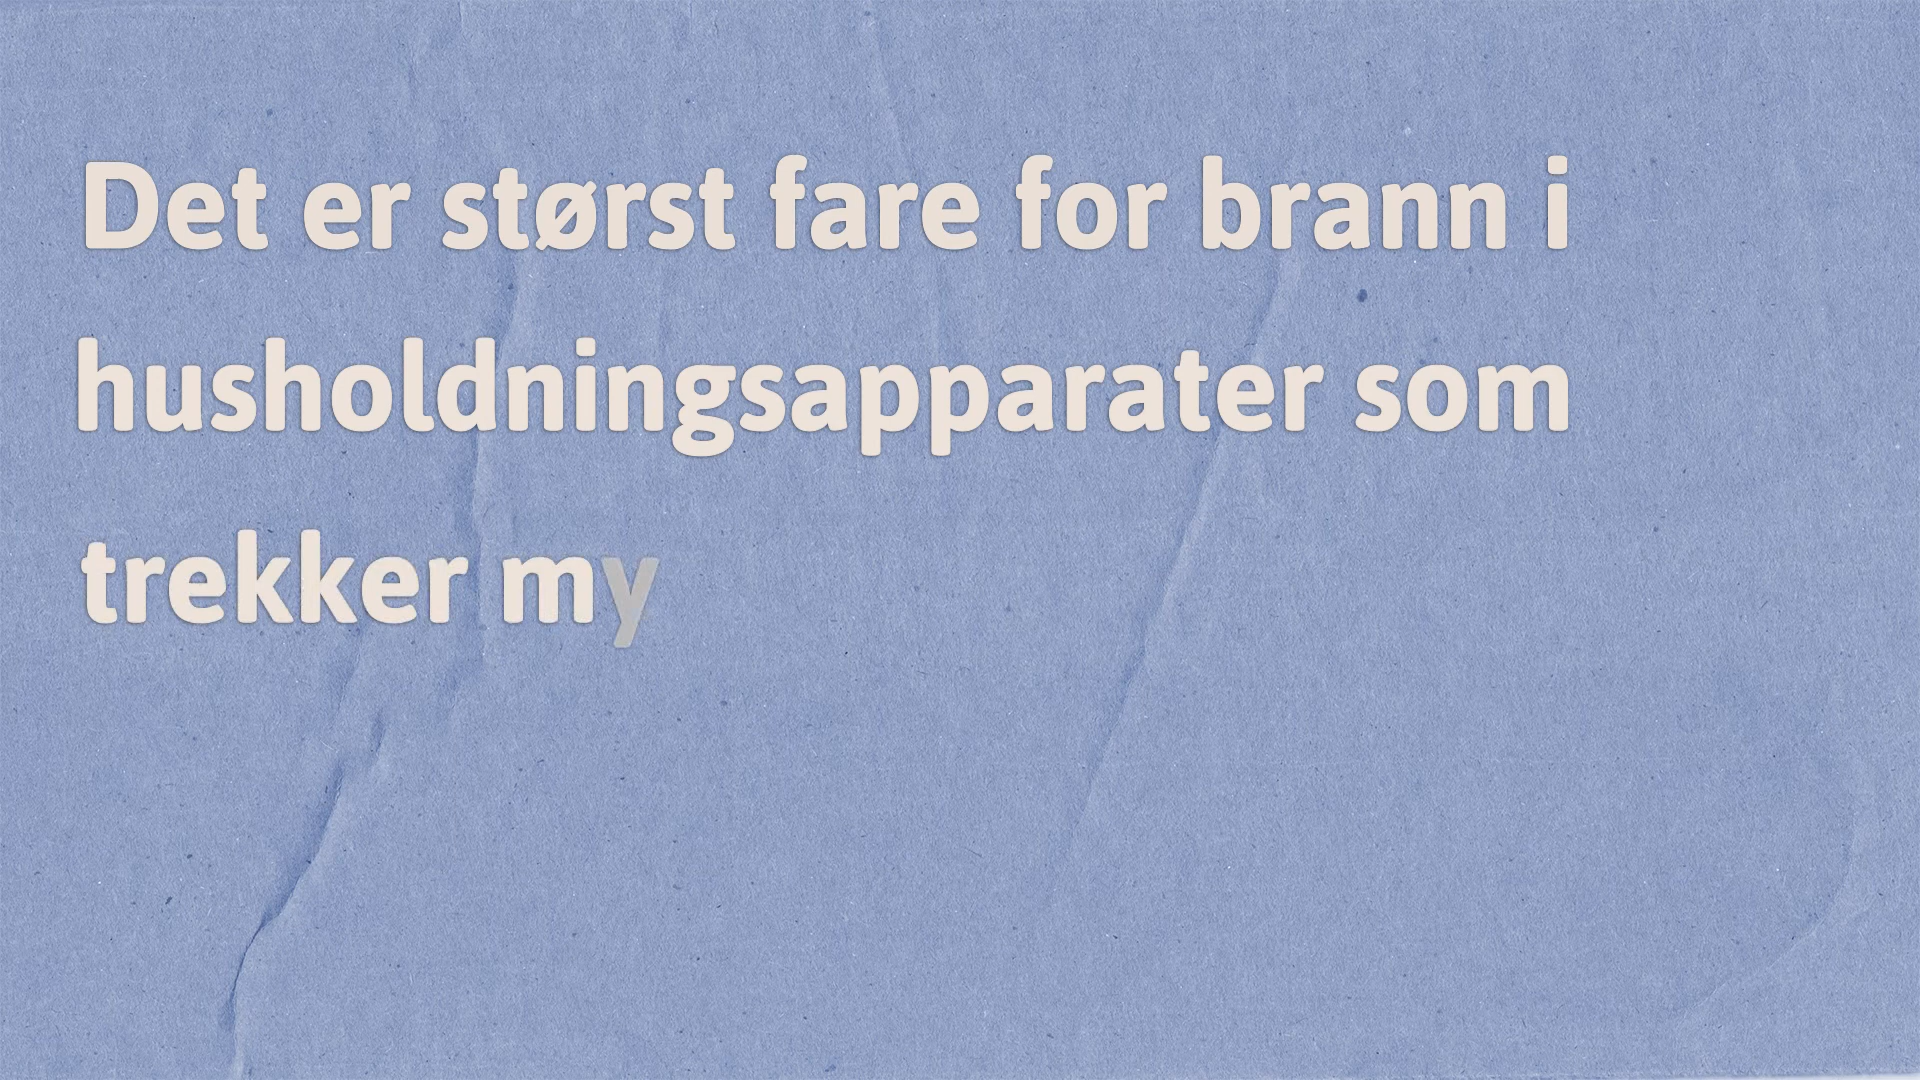 Det er størst fare for brann i
husholdningsapparater som
trekker my